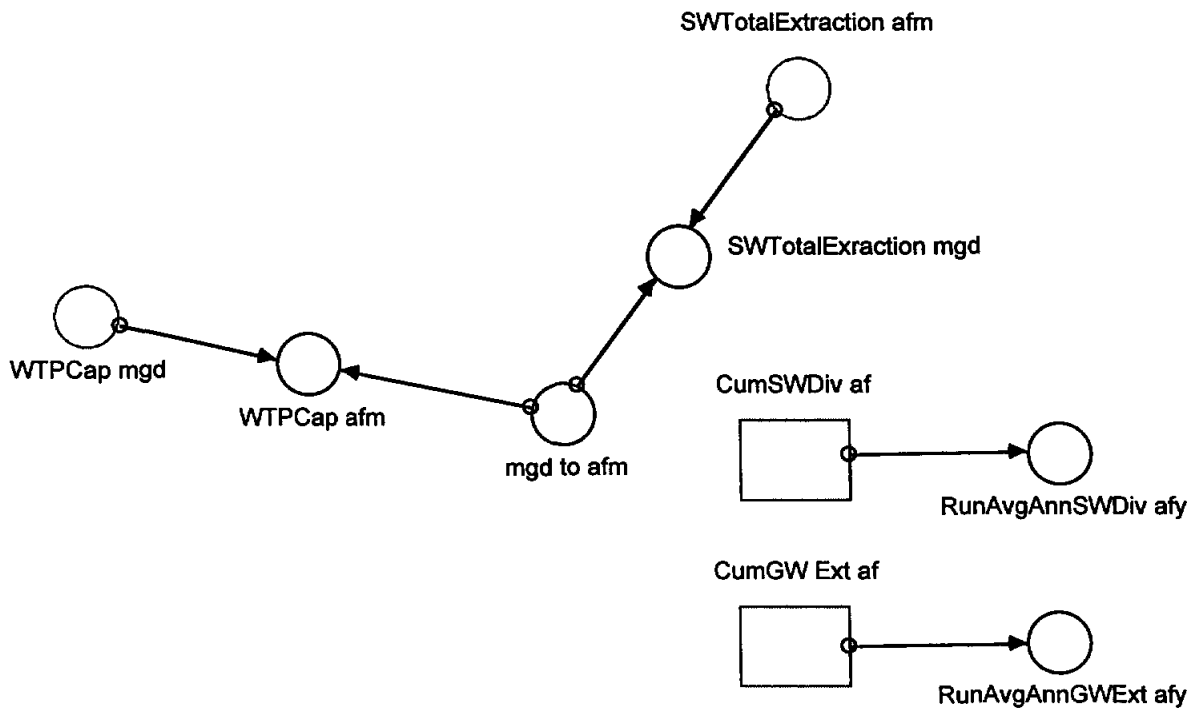 SWTotalExtraction afm
SWTotalExraction mgd
WTPCap mgd
WTPCap afm
mgd to afm
CumSWDiv af
RunAvgAnnSWDiv afy
CumGW Ext af
RunAvgAnnGWExt afy